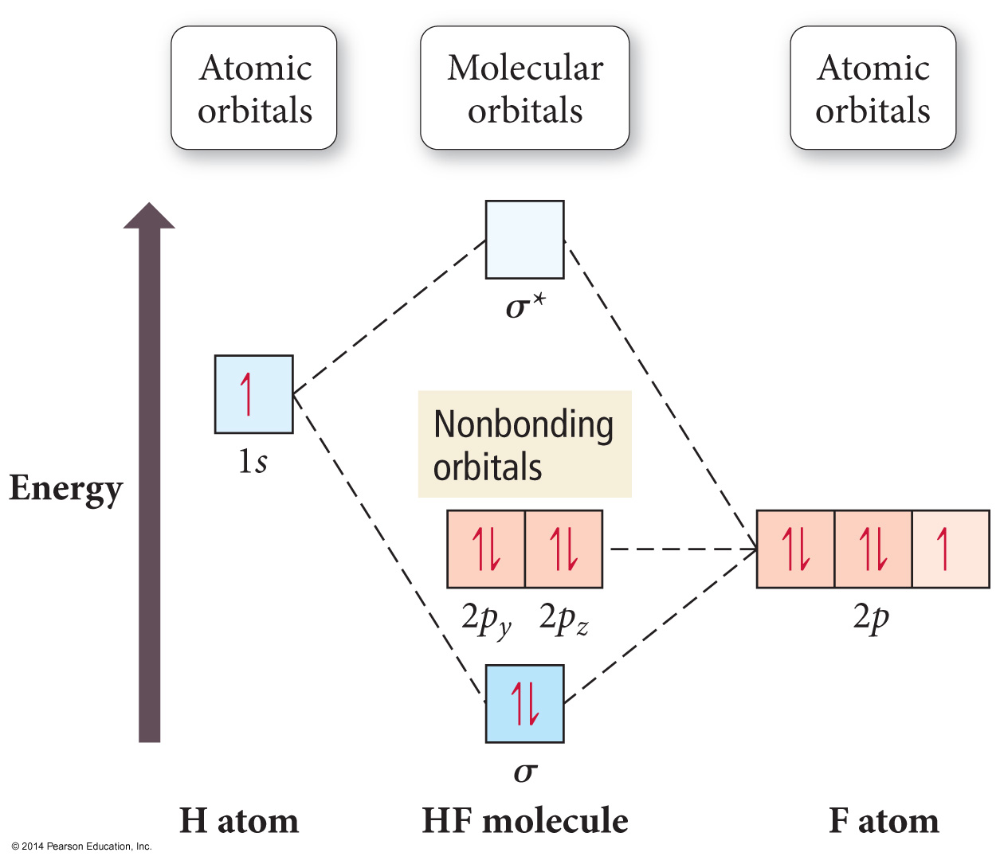 Atomic
orbitals
Molecular
orbitals
Atomic
orbitals
σ*
↿
1s
Nonbonding
orbitals
Energy
↿⇂ ↿⇂
↿⇂ ↿⇂ ↿
2py 2pz
2p
↿⇂
σ
H atom
HF molecule
F atom
© 2014 Pearson Education, Inc.